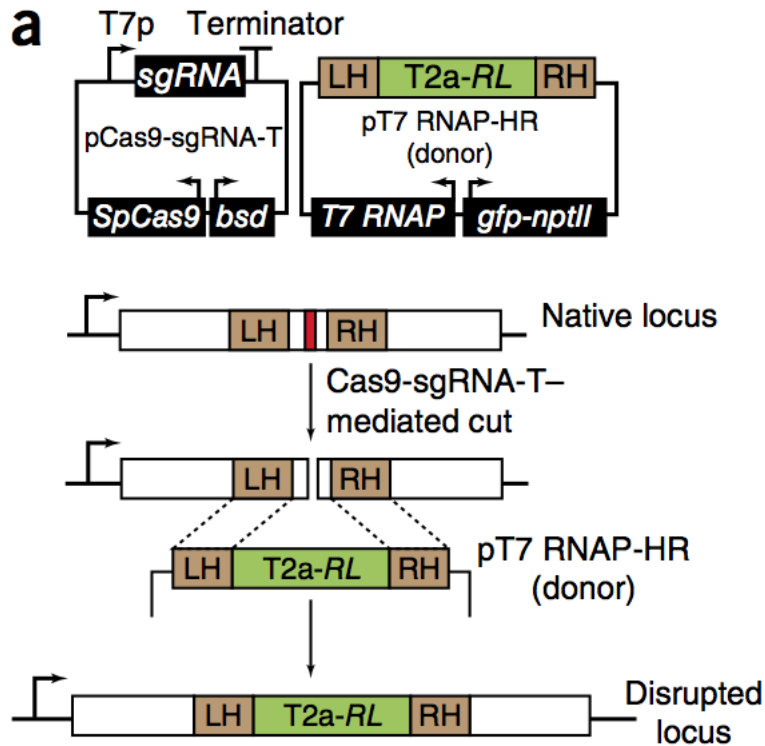 a
T7p Terminator
sgRNA
LH T2a-RL RH
pCas9-sgRNA-T
pT7 RNAP-HR
(donor)
SpCas9 bsd
T7 RNAP gfp-nptII
LH RH
Native locus
Cas9-sgRNA-T–
mediated cut
LH RH
LH T2a-RL RH
pT7 RNAP-HR
(donor)
LH T2a-RL RH
Disrupted
locus